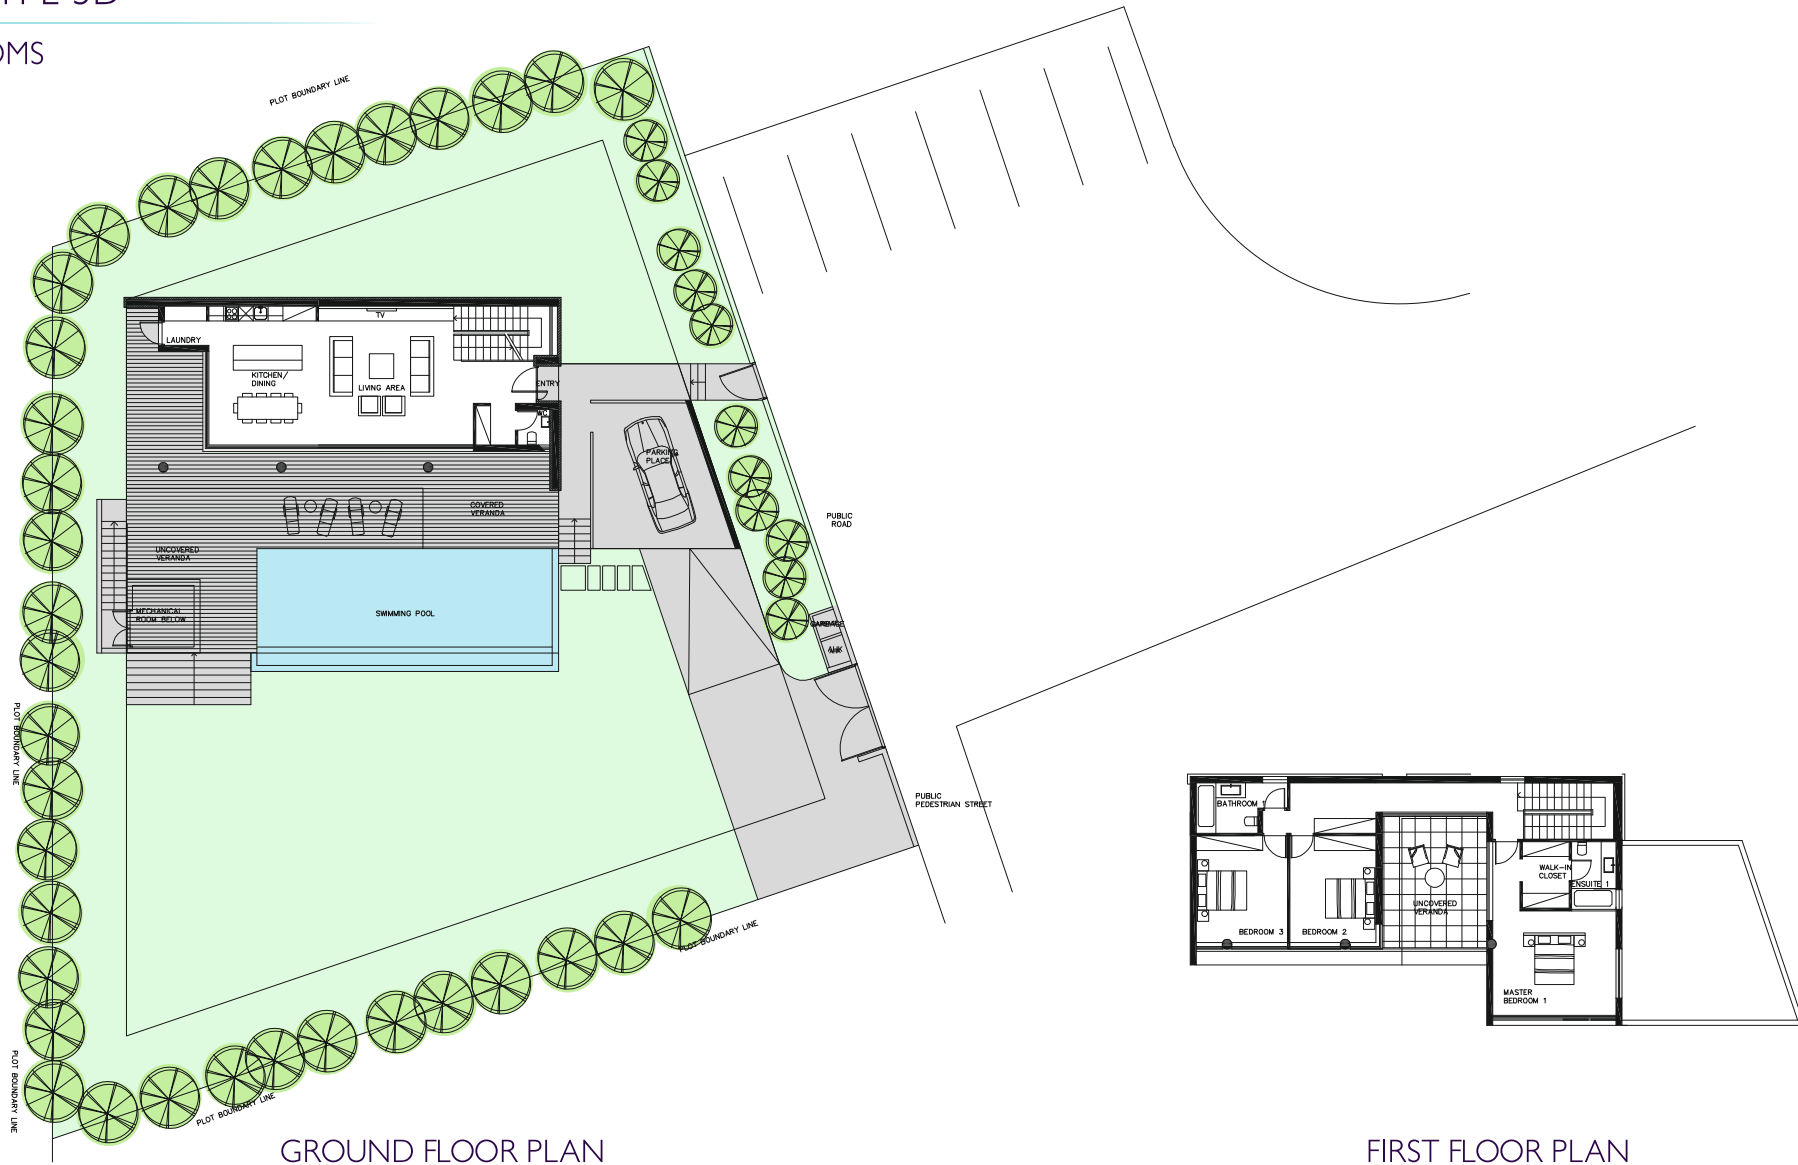 OMS
PLOT BOUNDARY LINE
TV
LAUNDRY
KITCHEN/
DINING
LIVING AREA
ENTRY
PARKING
PLACE
COVERED
VERANDA
UNCOVERED
VERANDA
PUBLIC
ROAD
MECHANICAL
ROOM BELOW
SWIMMING POOL
GARBAGE
PLOT BOUNDARY LINE
PUBLIC
PEDESTRIAN STREET
PLOT BOUNDARY LINE
PLOT BOUNDARY LINE
PLOT BOUNDARY LINE
GROUND FLOOR PLAN
BATHROOM 1
WALK-IN
CLOSET
ENSUITE 1
UNCOVERED
VERANDA
BEDROOM 3
BEDROOM 2
MASTER
BEDROOM 1
FIRST FLOOR PLAN